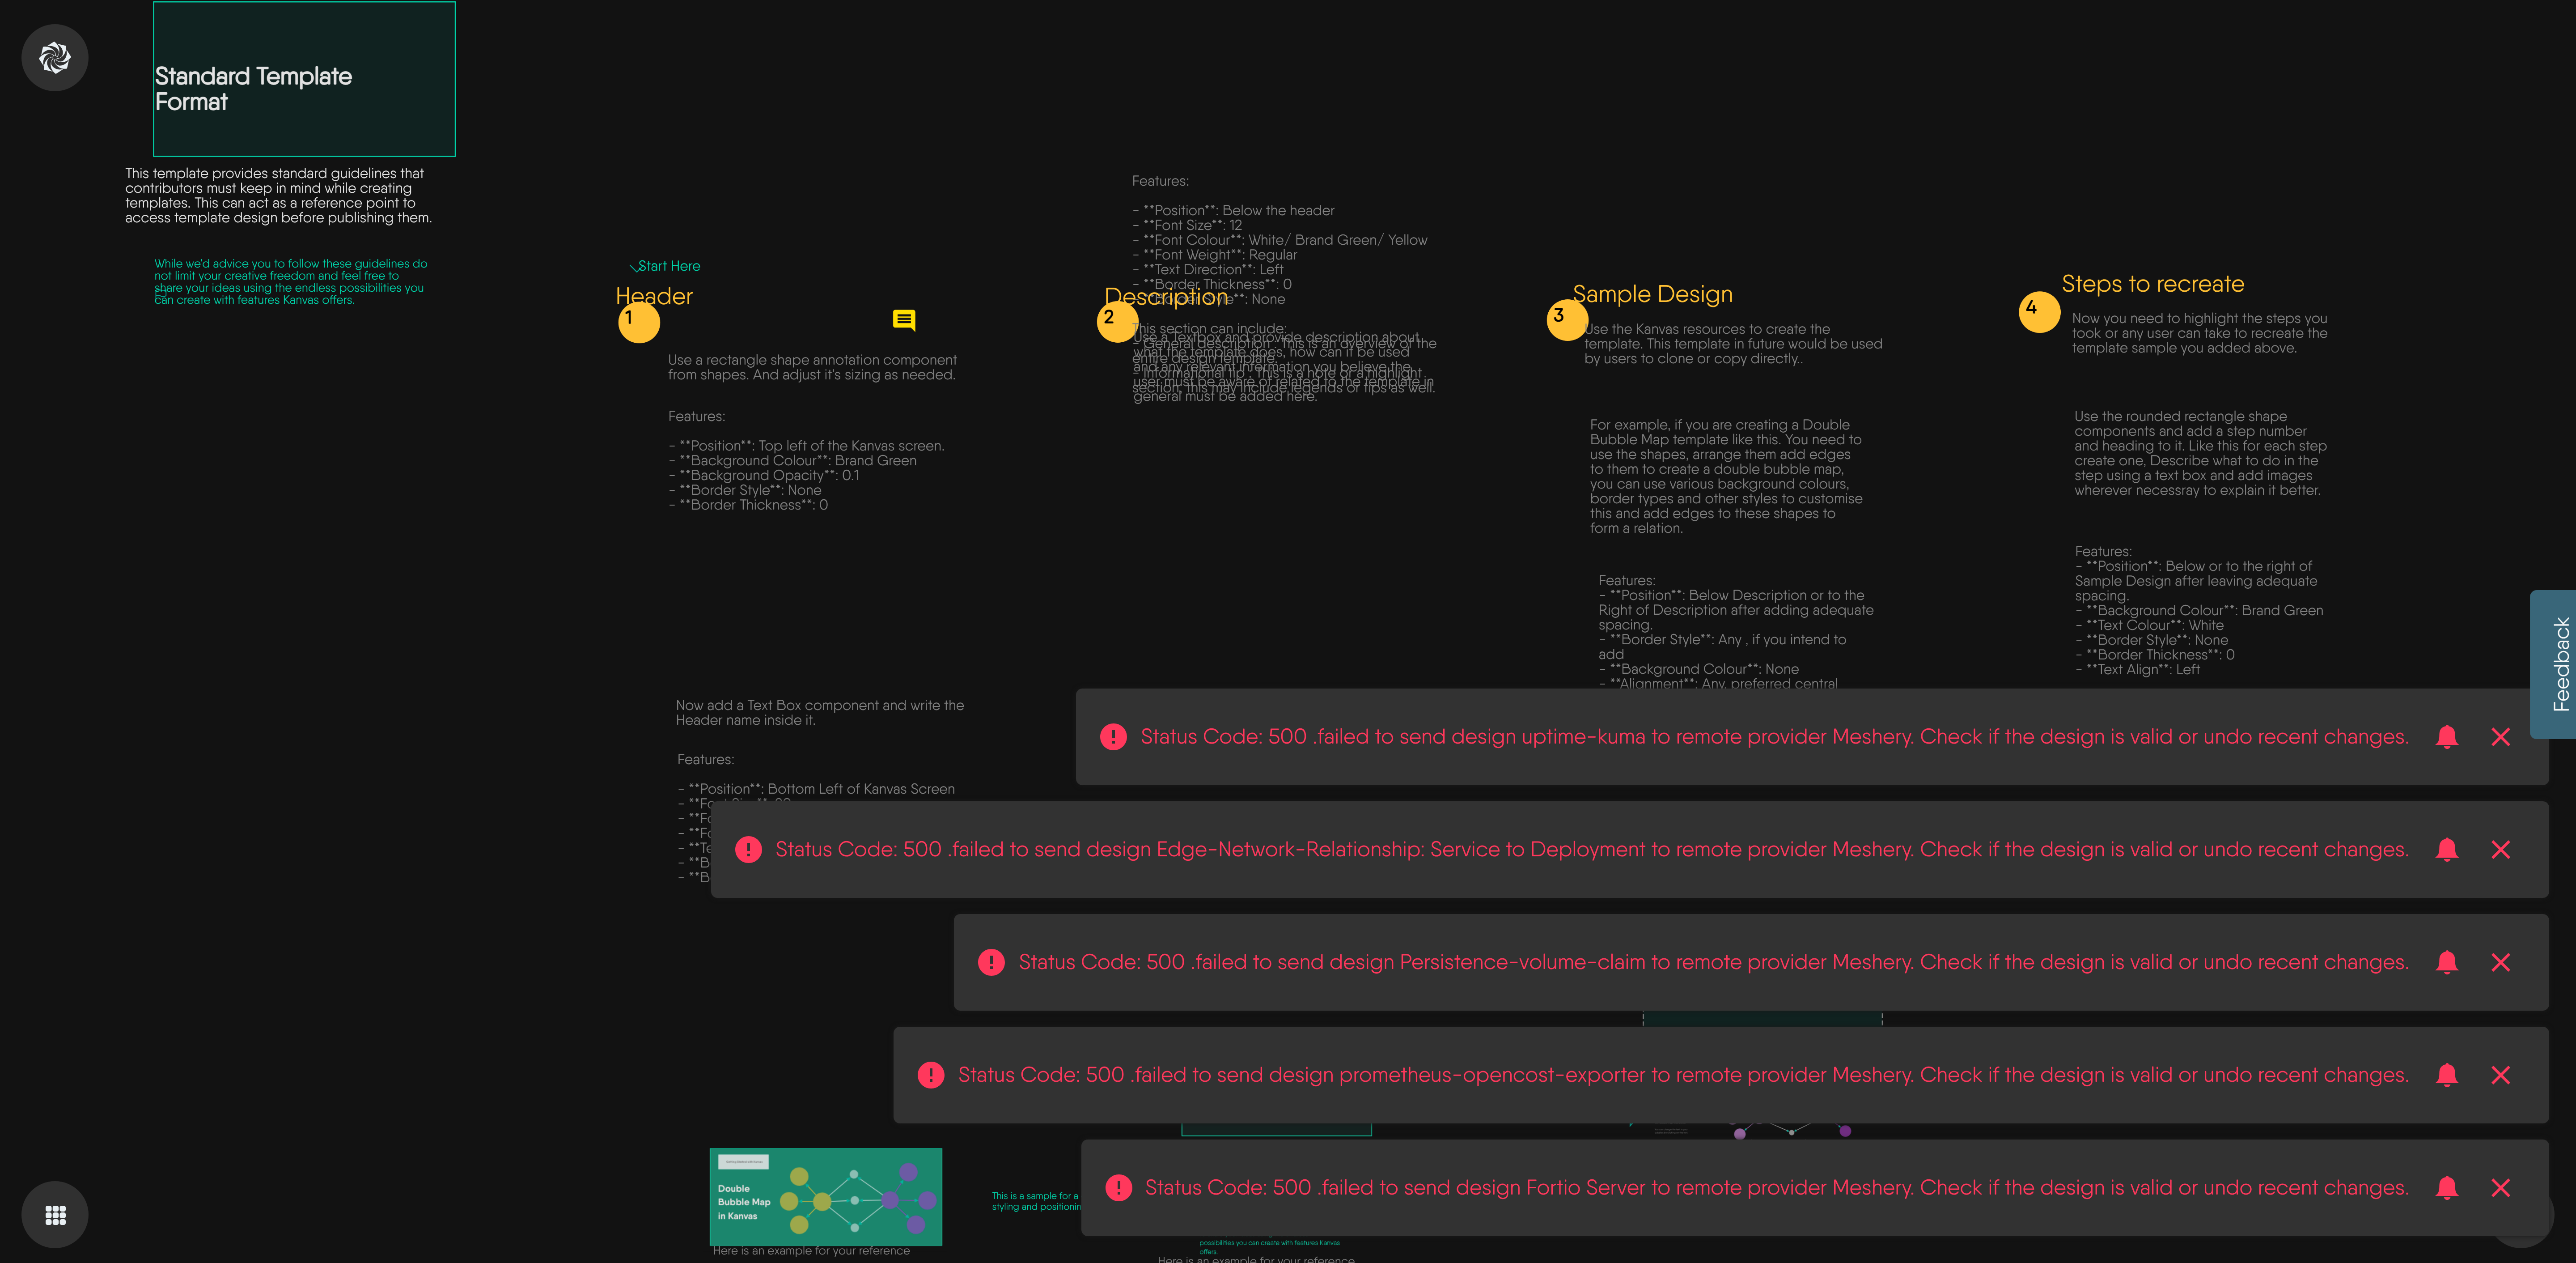 Standard Template
Format
This template provides standard guidelines that
contributors must keep in mind while creating
templates. This can act as a reference point to
access template design before publishing them.
While we'd advice you to follow these guidelines do
not limit your creative freedom and feel free to
share your ideas using the endless possibilities you
can create with features Kanvas offers.
Start Here
Header
1
Use a rectangle shape annotation component
from shapes. And adjust it's sizing as needed.
Features:
- **Position**: Top left of the Kanvas screen.
- **Background Colour**: Brand Green
- **Background Opacity**: 0.1
- **Border Style**: None
- **Border Thickness**: 0
Now add a Text Box component and write the
Header name inside it.
Features:
- **Position**: Bottom Left of Kanvas Screen
Features:
- **Position**: Below the header
- **Font Size**: 12
- **Font Colour**: White/ Brand Green/ Yellow
- **Font Weight**: Regular
- **Text Direction**: Left
- **Border Thickness**: 0
- **Border Style**: None
Description
2
This section can include:
- General description : This is an overview of the
entire design template.
- Informational tip : This is a note or a highlight
section, this may include legends or tips as well.
Use a Textbox and provide description about
what the template does, how can it be used
and any relevant information you believe the
user must be aware of related to the template in
general must be added here.
Sample Design
3
Use the Kanvas resources to create the
template. This template in future would be used
by users to clone or copy directly..
For example, if you are creating a Double
Bubble Map template like this. You need to
use the shapes, arrange them add edges
to them to create a double bubble map,
you can use various background colours,
border types and other styles to customise
this and add edges to these shapes to
form a relation.
Features:
- **Position**: Below Description or to the
Right of Description after adding adequate
spacing.
- **Border Style**: Any , if you intend to
add
- **Background Colour**: None
- **Alignment**: Any, preferred central
Steps to recreate
4
Now you need to highlight the steps you
took or any user can take to recreate the
template sample you added above.
Use the rounded rectangle shape
components and add a step number
and heading to it. Like this for each step
create one, Describe what to do in the
step using a text box and add images
wherever necessray to explain it better.
Features:
- **Position**: Below or to the right of
Sample Design after leaving adequate
spacing.
- **Background Colour**: Brand Green
- **Text Colour**: White
- **Border Style**: None
- **Border Thickness**: 0
- **Text Align**: Left
Feedback
Status Code: 500 .failed to send design uptime-kuma to remote provider Meshery. Check if the design is valid or undo recent changes.
Status Code: 500 .failed to send design Edge-Network-Relationship: Service to Deployment to remote provider Meshery. Check if the design is valid or undo recent changes.
Status Code: 500 .failed to send design Persistence-volume-claim to remote provider Meshery. Check if the design is valid or undo recent changes.
Status Code: 500 .failed to send design prometheus-opencost-exporter to remote provider Meshery. Check if the design is valid or undo recent changes.
Status Code: 500 .failed to send design Fortio Server to remote provider Meshery. Check if the design is valid or undo recent changes.
Double
Bubble Map
in Kanvas
Here is an example for your reference
This is a sample for a
styling and
possibilities you can create with features Kanvas
offers.
Here is an example for your reference